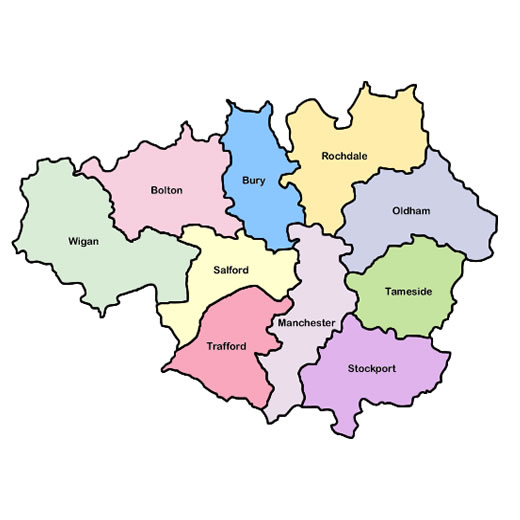 Rochdale
Bury
Bolton
Oldham
Wigan
Salford
Tameside
Manchester
Trafford
Stockport